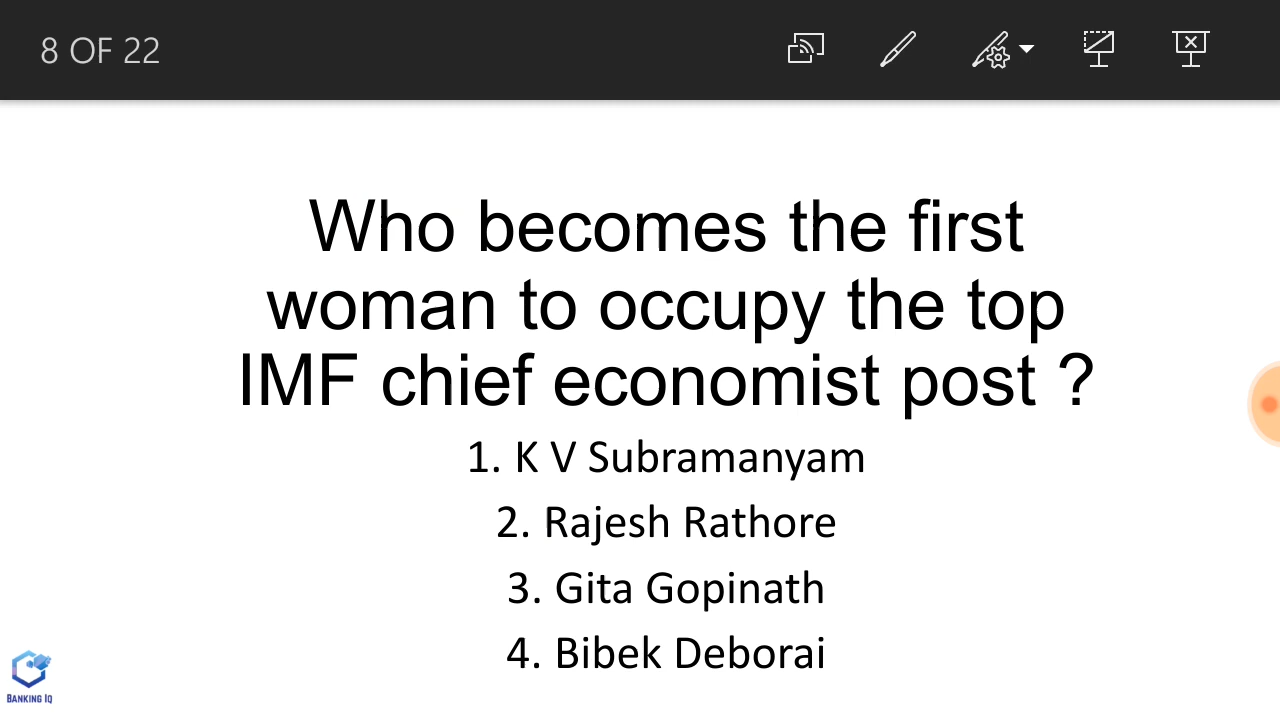 8 OF 22
Who becomes the first
woman to occupy the top
IMF chief economist post ?
1. K V Subramanyam
2. Rajesh Rathore
3. Gita Gopinath
4. Bibek Deborai
BANKING IQ